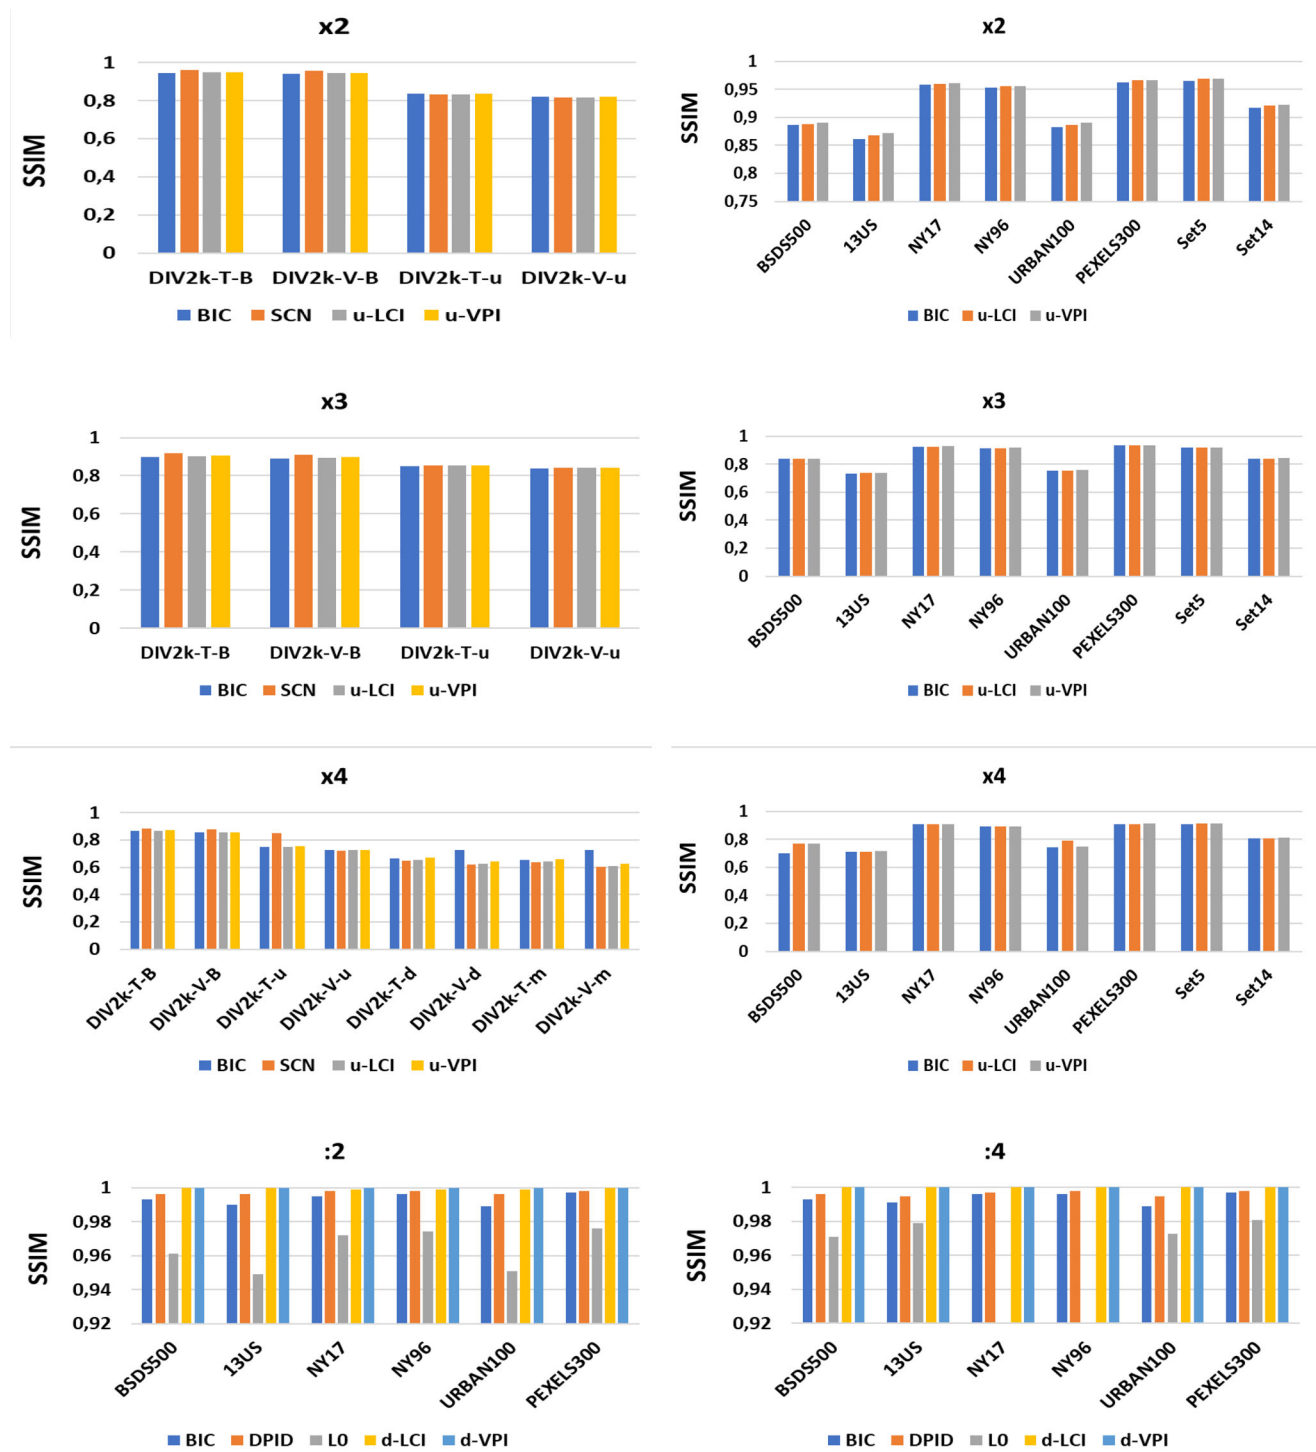 x2
SSIM
1
0,8
0,6
0,4
0,2
0
DIV2k-T-B DIV2k-V-B DIV2k-T-u DIV2k-V-u
BIC SCN u-LCI u-VPI
x2
SSIM
1
0,95
0,9
0,85
0,8
0,75
BSDS500 13US NY17 NY96 URBAN100 PEXELS300 Set5 Set14
BIC u-LCI u-VPI
x3
SSIM
1
0,8
0,6
0,4
0,2
0
DIV2k-T-B DIV2k-V-B DIV2k-T-u DIV2k-V-u
BIC SCN u-LCI u-VPI
x3
SSIM
1
0,8
0,6
0,4
0,2
0
BSDS500 13US NY17 NY96 URBAN100 PEXELS300 Set5 Set14
BIC u-LCI u-VPI
x4
SSIM
1
0,8
0,6
0,4
0,2
0
DIV2k-T-B DIV2k-V-B DIV2k-T-u DIV2k-V-u DIV2k-T-d DIV2k-V-d DIV2k-T-m DIV2k-V-m
BIC SCN u-LCI u-VPI
x4
SSIM
1
0,8
0,6
0,4
0,2
0
BSDS500 13US NY17 NY96 URBAN100 PEXELS300 Set5 Set14
BIC u-LCI u-VPI
:2
SSIM
1
0,98
0,96
0,94
0,92
BSDS500 13US NY17 NY96 URBAN100 PEXELS300
BIC DPID L0 d-LCI d-VPI
:4
SSIM
1
0,98
0,96
0,94
0,92
BSDS500 13US NY17 NY96 URBAN100 PEXELS300
BIC DPID L0 d-LCI d-VPI